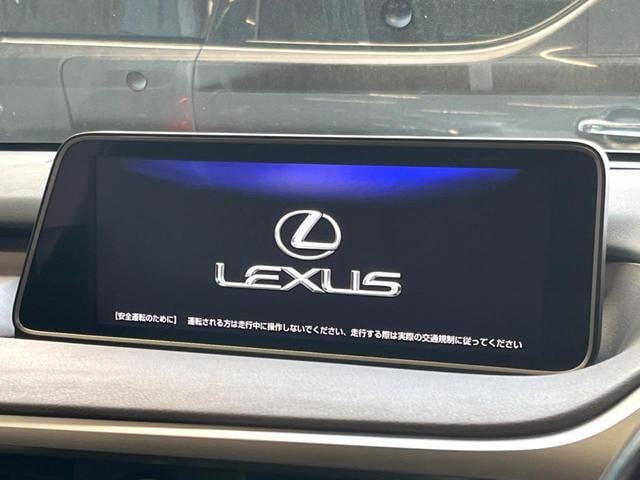 LEXUS
[安全運転のために] 運転される方は走行中に操作しないでください、走行する際は実際の交通規制に従ってください